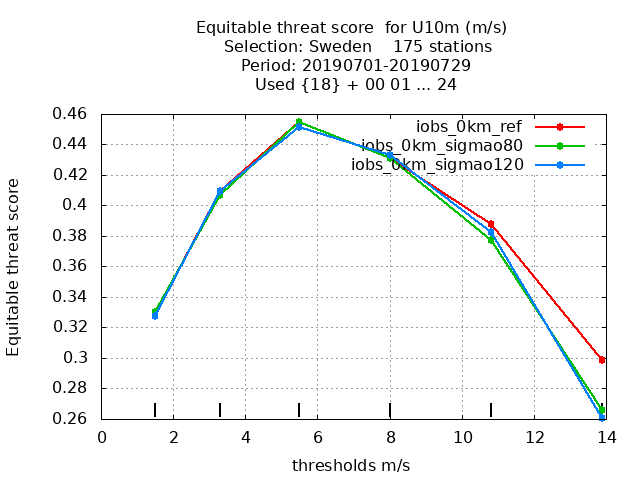 Equitable threat score  for U10m (m/s)
Selection: Sweden    175 stations
Period: 20190701-20190729
Used {18} + 00 01 ... 24
iobs_0km_ref
iobs_0km_sigmao80
iobs_0km_sigmao120
Equitable threat score
0.46
0.44
0.42
0.4
0.38
0.36
0.34
0.32
0.3
0.28
0.26
0 2 4 6 8 10 12 14
thresholds m/s